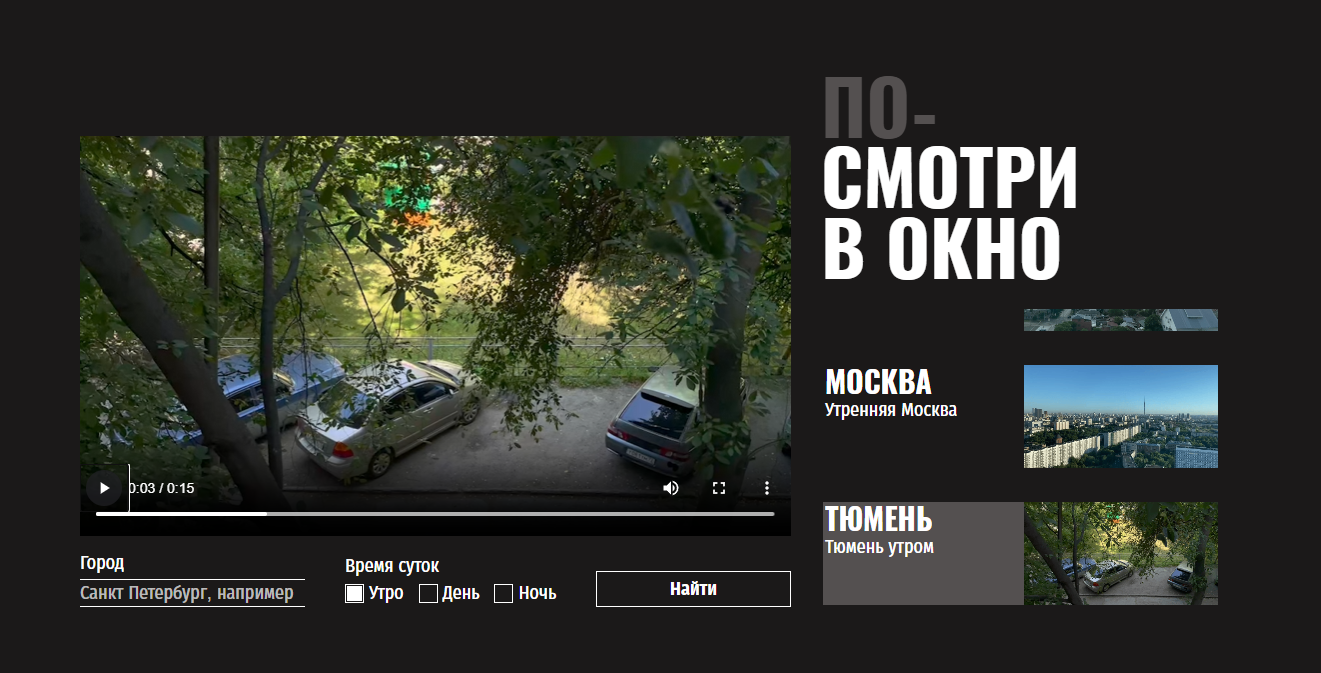 ПО-
СМОТРИ
В ОКНО
0:03 / 0:15
Город
Санкт Петербург, например
Время суток
Утро День Ночь
Найти
МОСКВА
Утренняя Москва
ТЮМЕНЬ
Тюмень утром